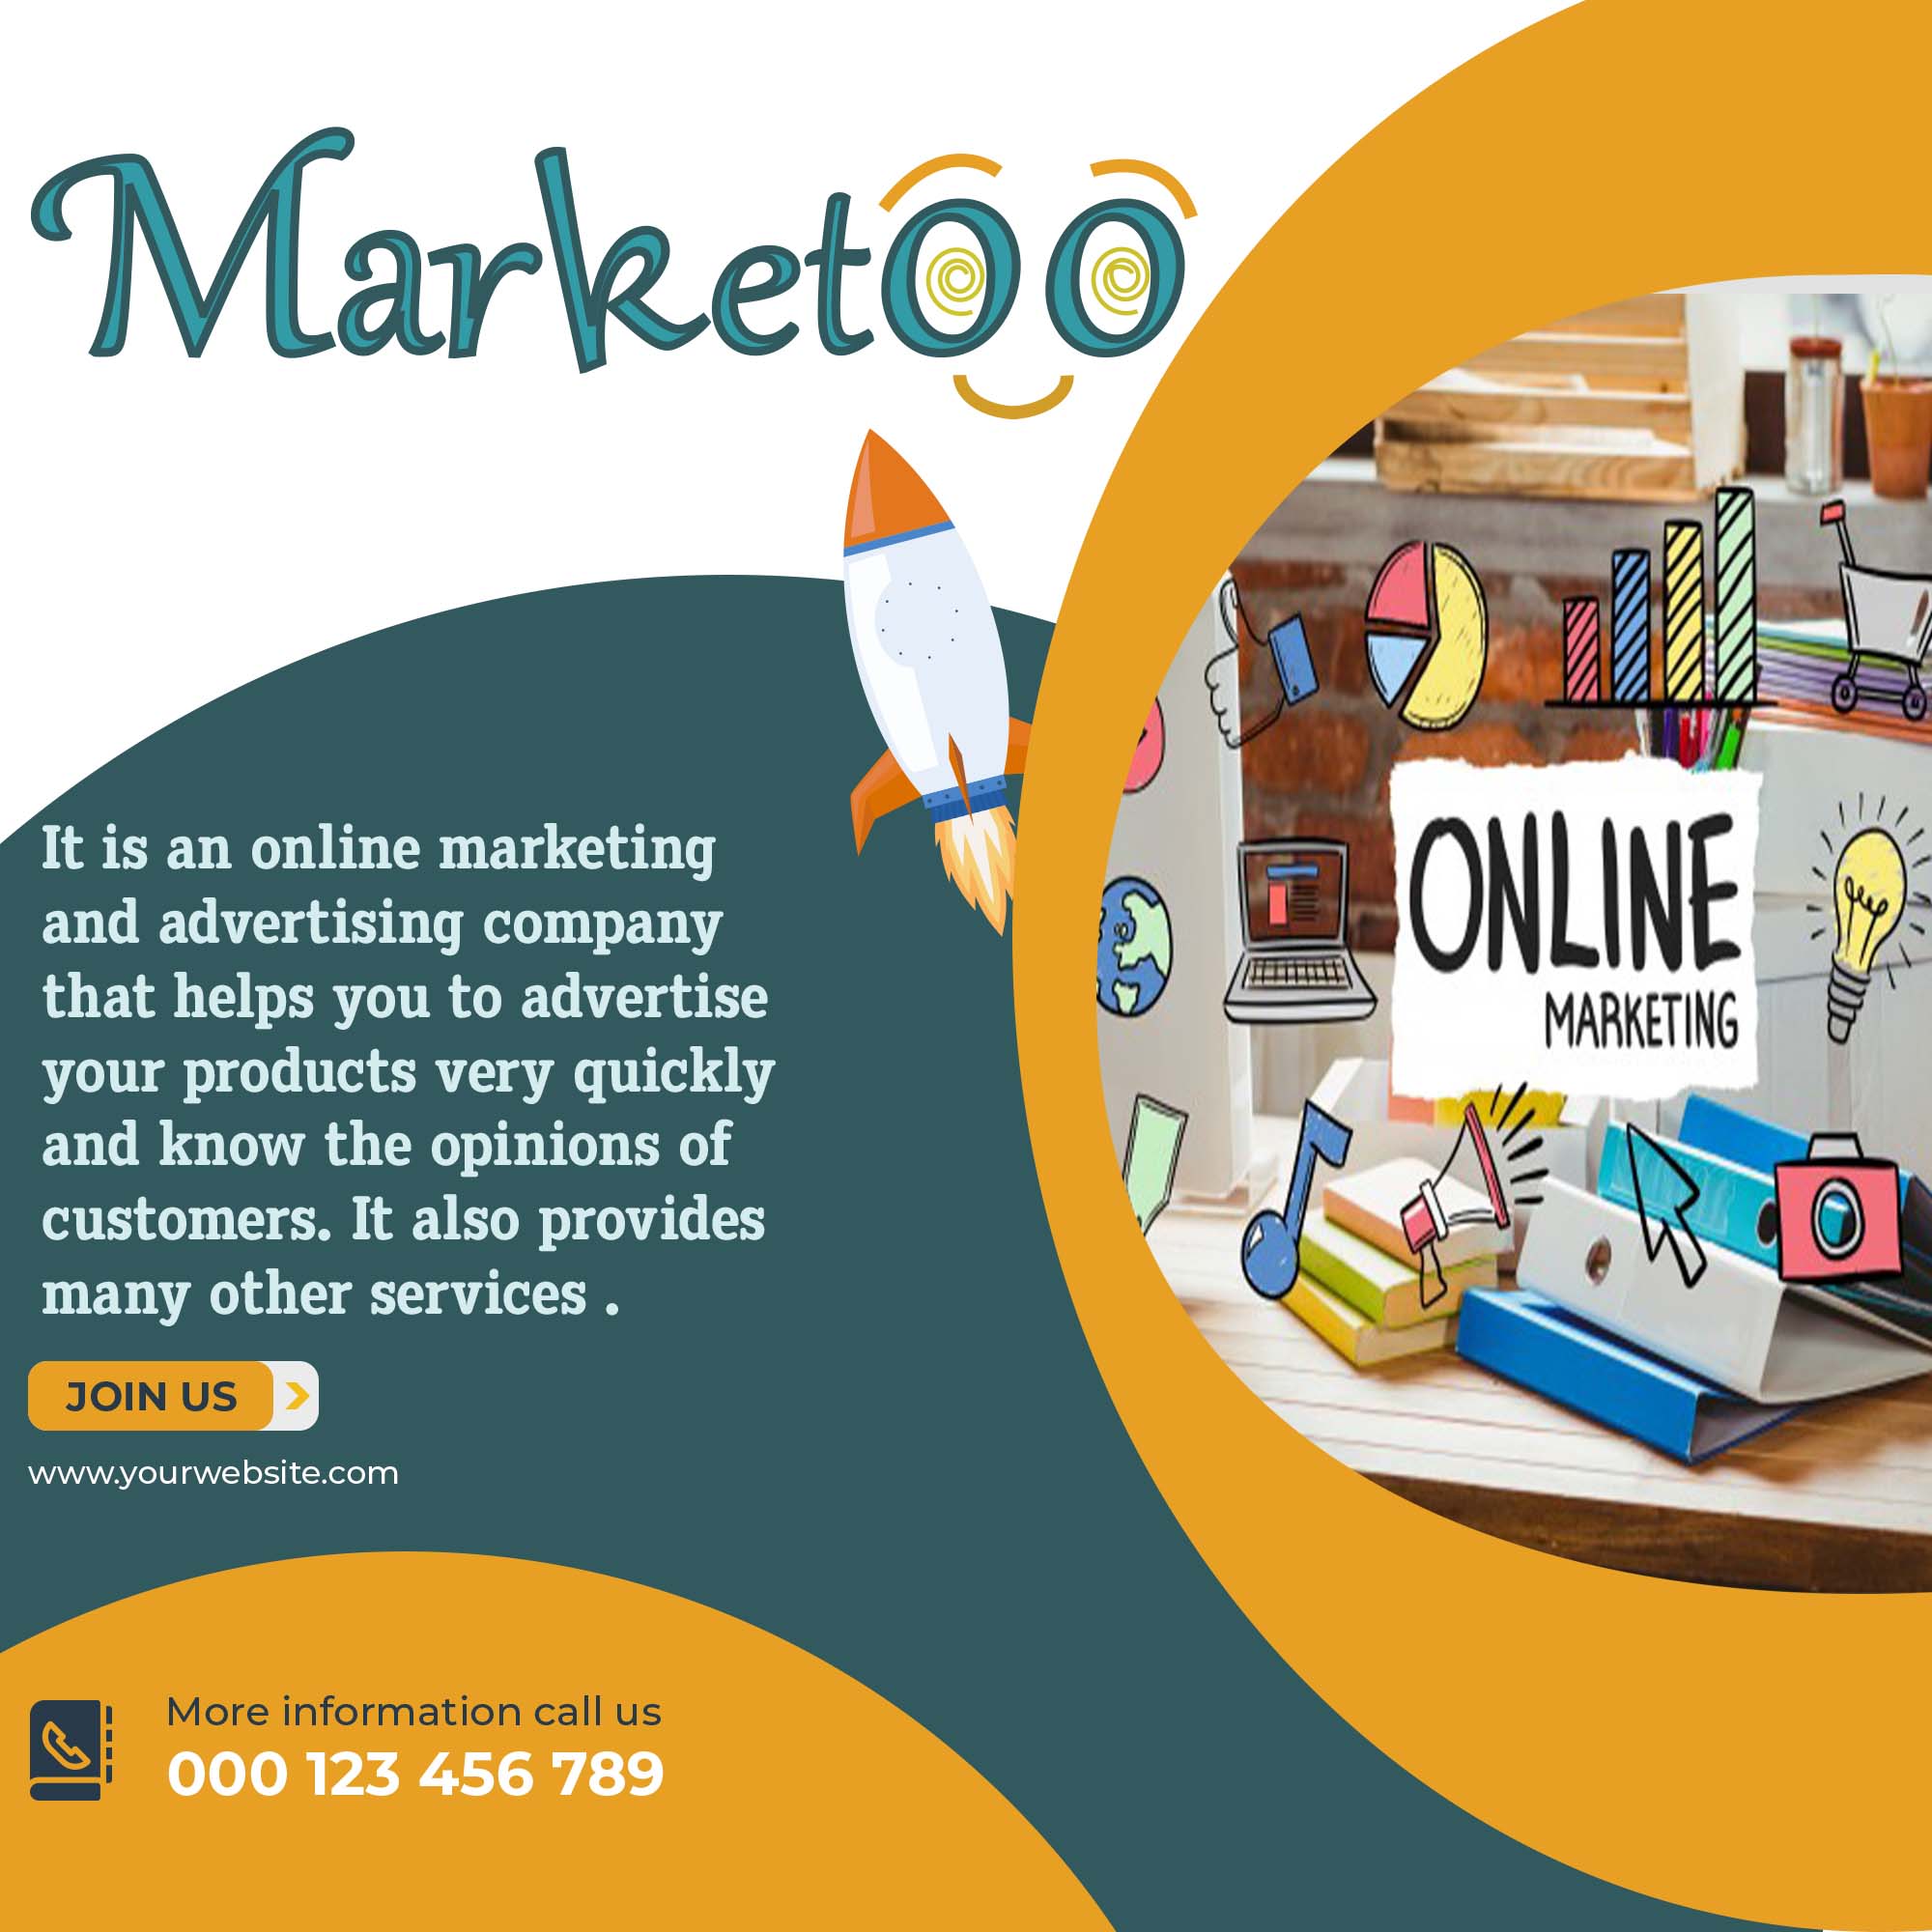 Marketoo
It is an online marketing
and advertising company
that helps you to advertise
your products very quickly
and know the opinions of
customers. It also provides
many other services .
JOIN US
www.yourwebsite.com
More information call us
000 123 456 789
ONLINE
MARKETING